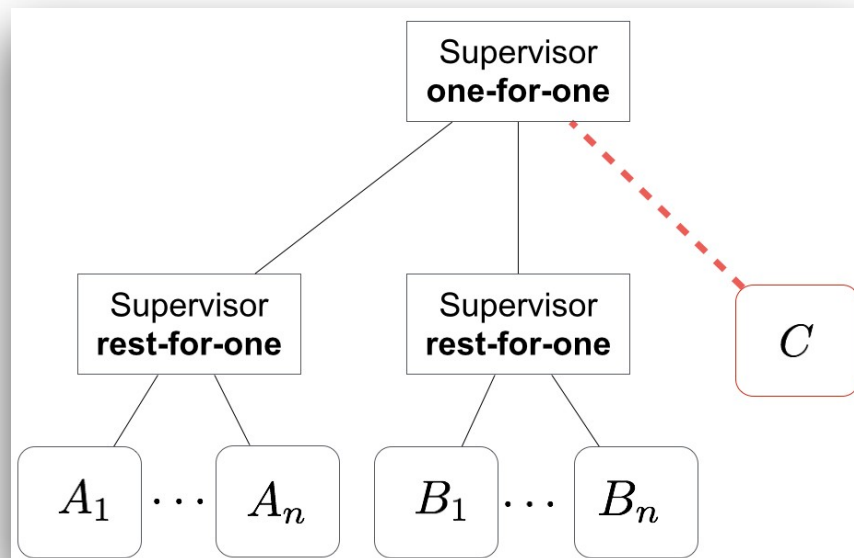 Supervisor
one-for-one
Supervisor
rest-for-one
Supervisor
rest-for-one
C
A₁ ··· Aₙ
B₁ ··· Bₙ